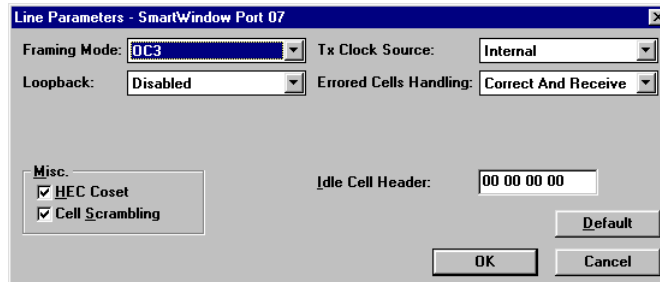 Line Parameters - SmartWindow Port 07
Framing Mode: OC3 Tx Clock Source: Internal
Loopback: Disabled Errored Cells Handling: Correct And Receive
Misc.
HEC Coset
Cell Scrambling
Idle Cell Header: 00 00 00 00
Default
OK Cancel